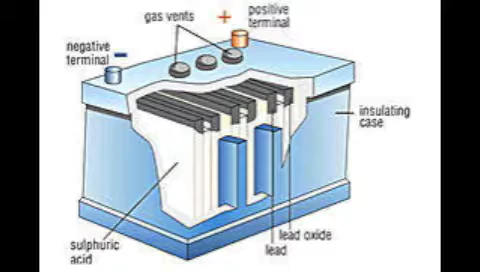 gas vents
+
positive
terminal
negative
terminal
-
insulating
case
sulphuric
acid
lead oxide
lead